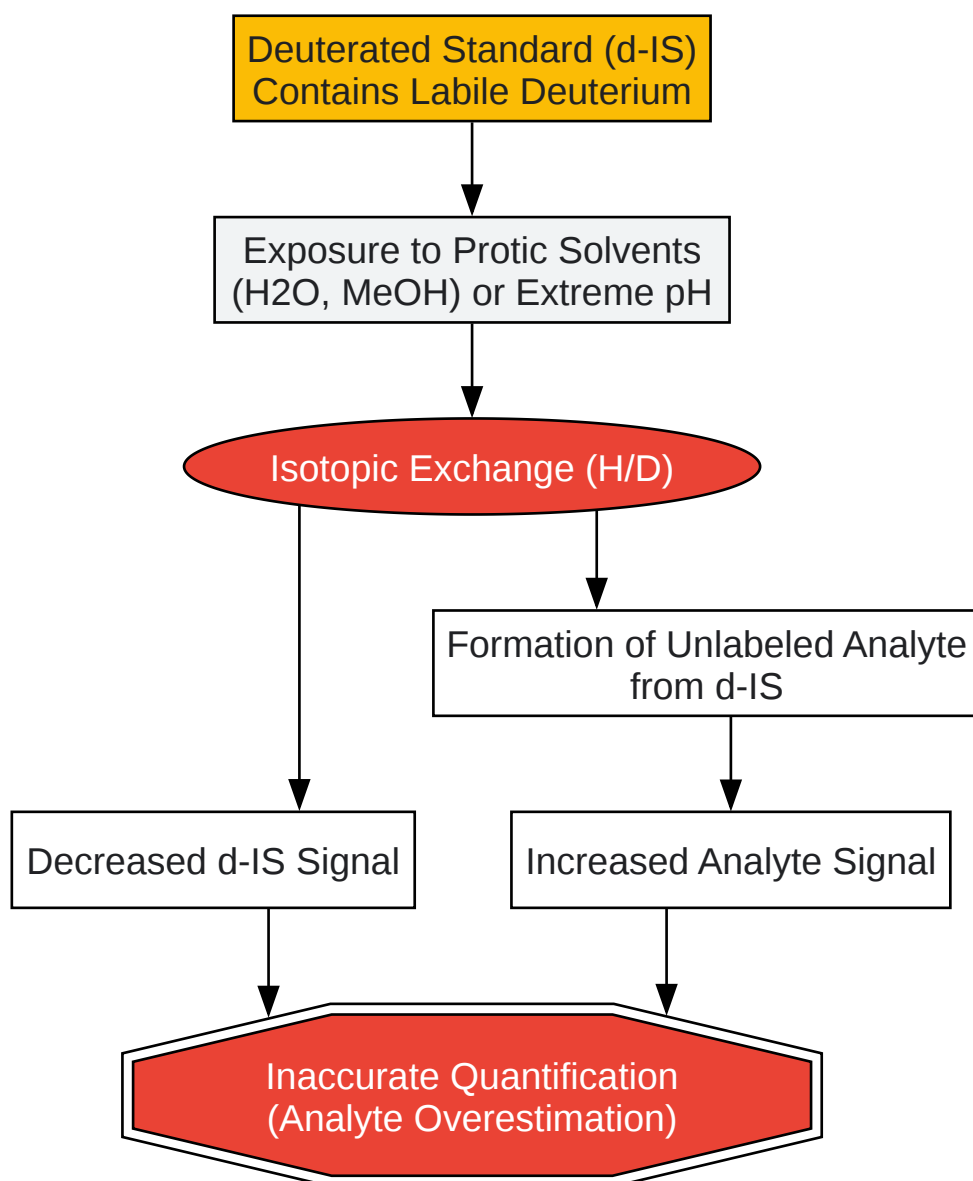 Deuterated Standard (d-IS)
Contains Labile Deuterium
Exposure to Protic Solvents
(H2O, MeOH) or Extreme pH
Isotopic Exchange (H/D)
Formation of Unlabeled Analyte
from d-IS
Decreased d-IS Signal
Increased Analyte Signal
Inaccurate Quantification
(Analyte Overestimation)